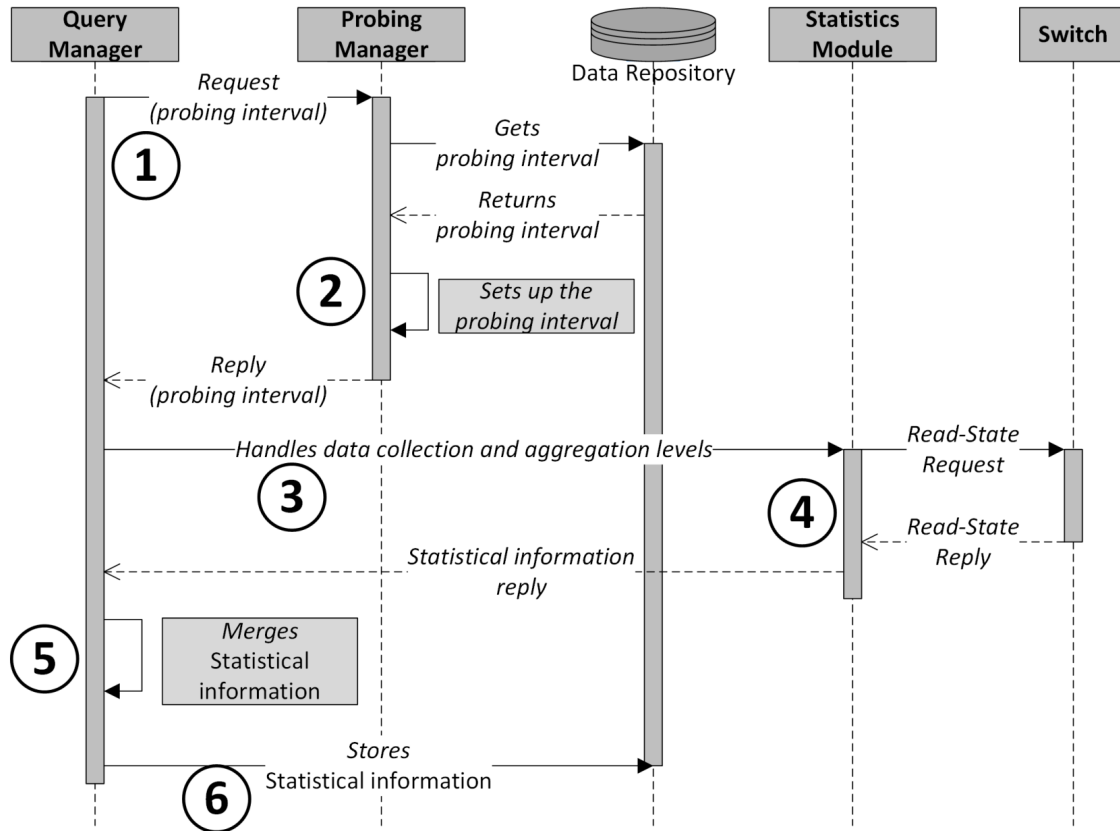 Query
Manager
Probing
Manager
Data Repository
Statistics
Module
Switch
Request
(probing interval)
1
Gets
probing interval
Returns
probing interval
2
Sets up the
probing interval
Reply
(probing interval)
Handles data collection and aggregation levels
3
Read-State
Request
4
Read-State
Reply
Statistical information
reply
5
Merges
Statistical
information
Stores
Statistical information
6